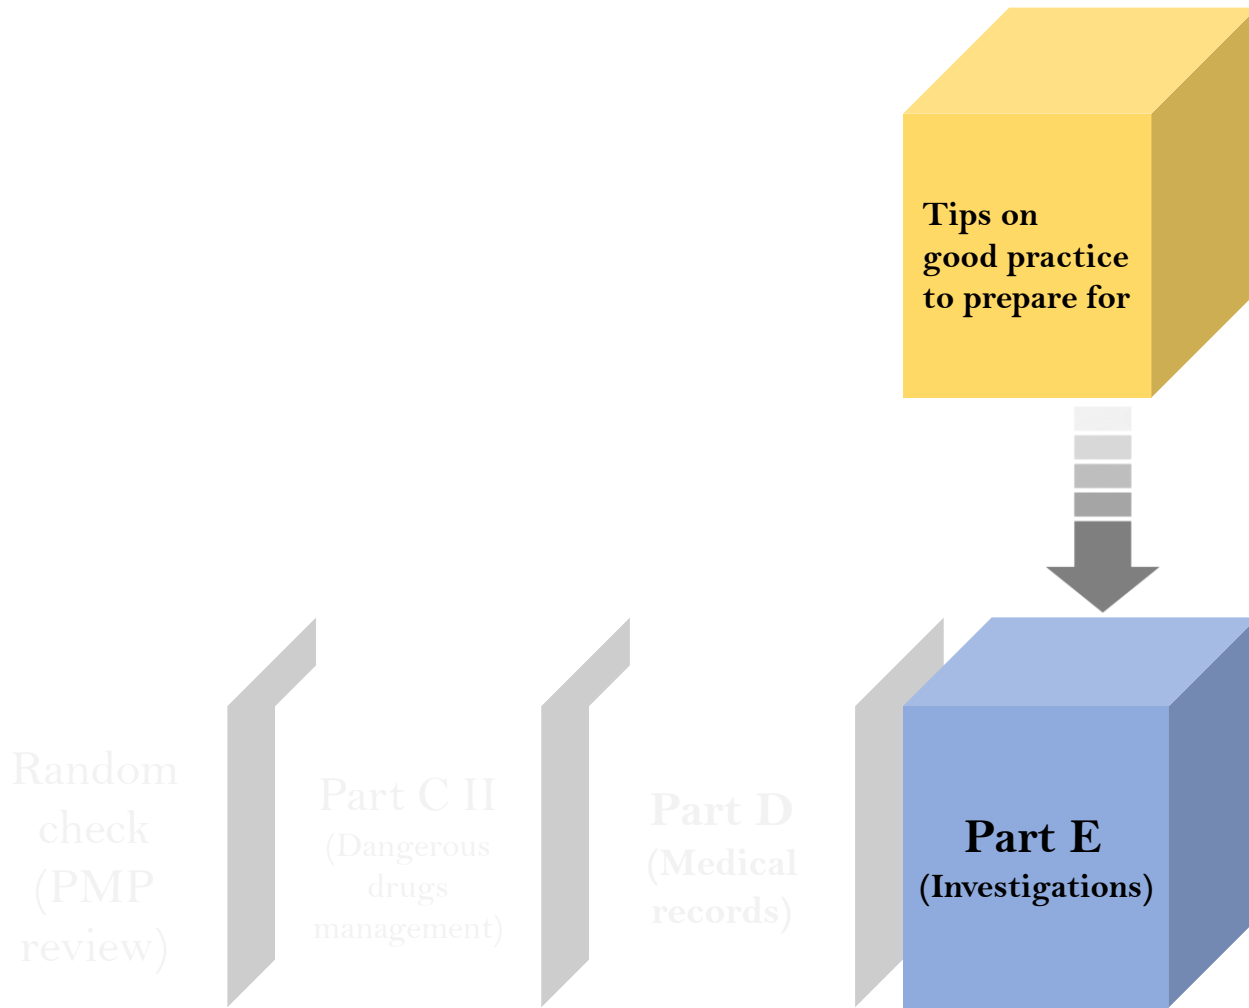 Tips on
good practice
to prepare for
Random
check
(PMP
review)
Part C II
(Dangerous
drugs
management)
Part D
(Medical
records)
Part E
(Investigations)